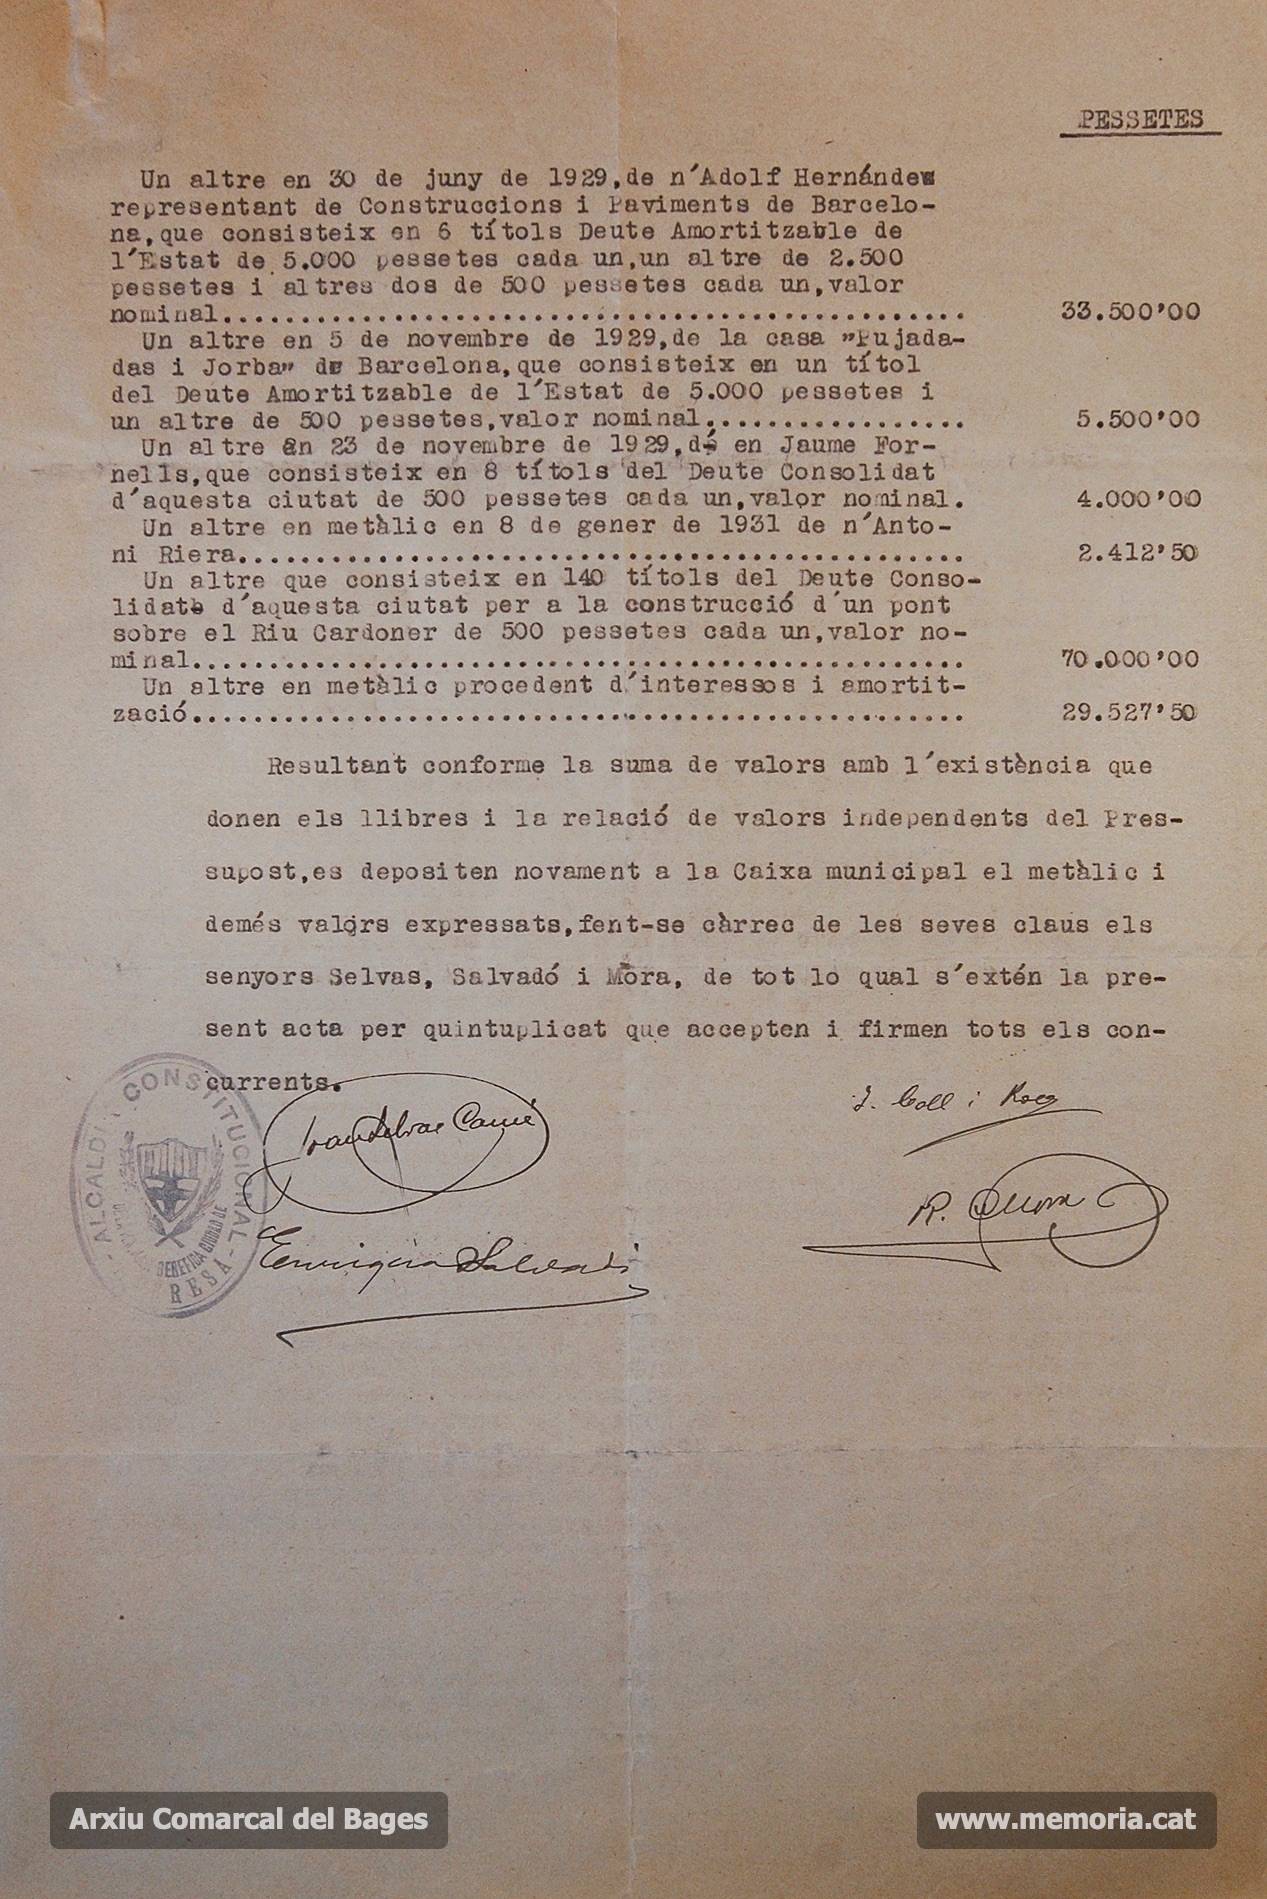 PESSETES
Un altre en 30 de juny de 1929,de n'Adolf Hernándes
representant de Construccions i Paviments de Barcelo-
na,que consisteix en 6 títols Deute Amortitzable de
l'Estat de 5.000 pessetes cada un,un altre de 2.500
pessetes i altres dos de 500 pessetes cada un,valor
nominal................................................ 33.500'00
Un altre en 5 de novembre de 1929,de la casa "Pujada-
das i Jorba" de Barcelona,que consisteix en un títol
del Deute Amortitzable de l'Estat de 5.000 pessetes i
un altre de 500 pessetes,valor nominal................. 5.500'00
Un altre en 23 de novembre de 1929,de en Jaume For-
nells,que consisteix en 8 títols del Deute Consolidat
d'aquesta ciutat de 500 pessetes cada un,valor nominal. 4.000'00
Un altre en metàlic en 8 de gener de 1931 de n'Anto-
ni Riera............................................... 2.412'50
Un altre que consisteix en 140 títols del Deute Conso-
lidat d'aquesta ciutat per a la construcció d'un pont
sobre el Riu Cardoner de 500 pessetes cada un,valor no-
minal.................................................. 70.000'00
Un altre en metàlic procedent d'interessos i amortit-
zació.................................................. 29.527'50
Resultant conforme la suma de valors amb l'existència que
donen els llibres i la relació de valors independents del Pres-
supost,es depositen novament a la Caixa municipal el metàlic i
demés valors expressats,fent-se càrrec de les seves claus els
senyors Selvas, Salvadó i Mora, de tot lo qual s'extén la pre-
sent acta per quintuplicat que accepten i firmen tots els con-
currents.
J. Coll i
R. Mora
ALCALDIA CONSTITUCIONAL
BENEFICA CIUDAD DE
RESA
Arxiu Comarcal del Bages
www.memoria.cat